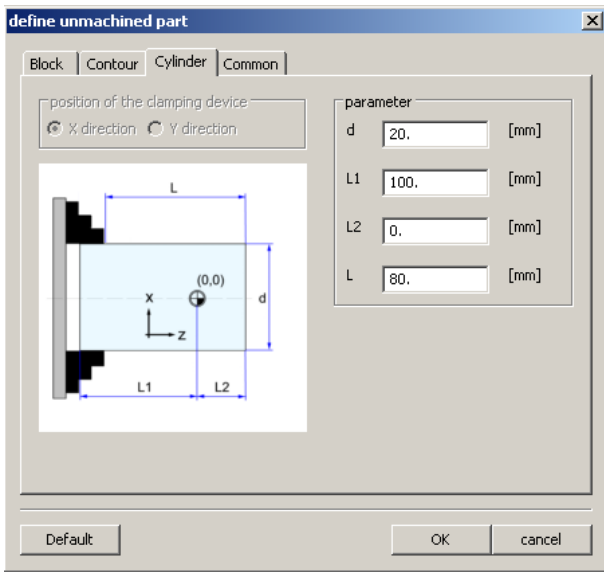 define unmachined part
Block Contour Cylinder Common
position of the clamping device
X direction Y direction
parameter
d 20. [mm]
L1 100. [mm]
L2 0. [mm]
L 80. [mm]
L
(0,0)
X
d
Z
L1 L2
Default OK cancel